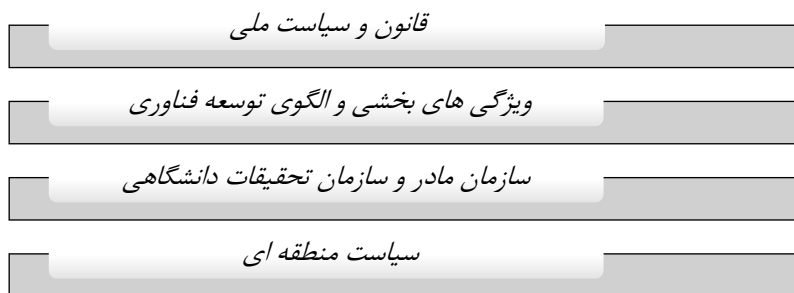 قانون و سیاست ملی
ویژگی های بخشی و الگوی توسعه فناوری
سازمان مادر و سازمان تحقیقات دانشگاهی
سیاست منطقه ای